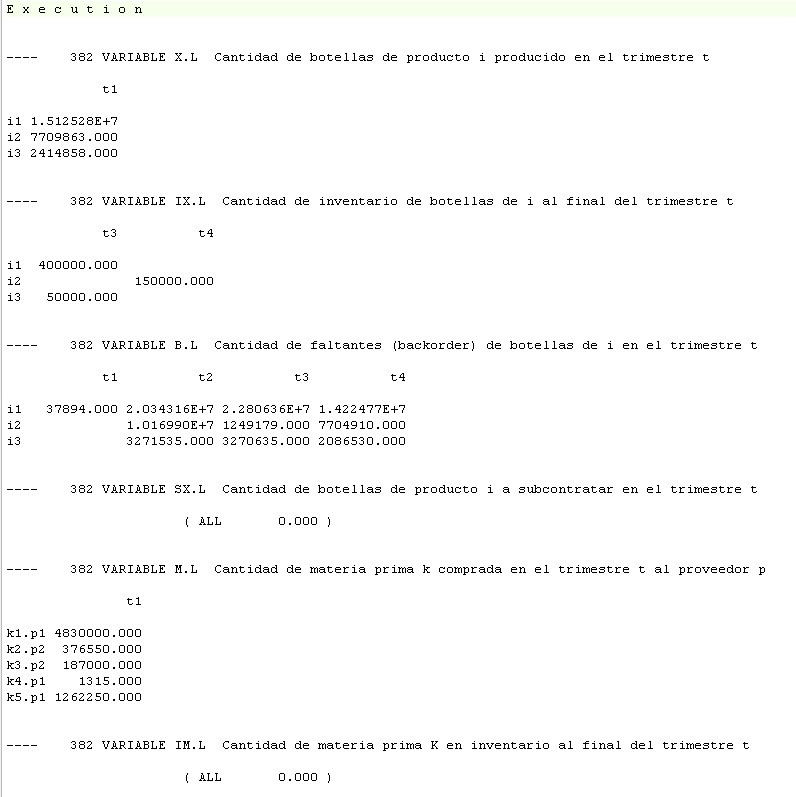 E x e c u t i o n
----    382 VARIABLE X.L  Cantidad de botellas de producto i producido en el trimestre t
            t1
i1 1.512528E+7
i2 7709863.000
i3 2414858.000
----    382 VARIABLE IX.L  Cantidad de inventario de botellas de i al final del trimestre t
            t3          t4
i1  400000.000
i2              150000.000
i3   50000.000
----    382 VARIABLE B.L  Cantidad de faltantes (backorder) de botellas de i en el trimestre t
            t1          t2          t3          t4
i1   37894.000 2.034316E+7 2.280636E+7 1.422477E+7
i2             1.016990E+7 1249179.000 7704910.000
i3             3271535.000 3270635.000 2086530.000
----    382 VARIABLE SX.L  Cantidad de botellas de producto i a subcontratar en el trimestre t
                      ( ALL       0.000 )
----    382 VARIABLE M.L  Cantidad de materia prima k comprada en el trimestre t al proveedor p
               t1
k1.p1 4830000.000
k2.p2  376550.000
k3.p2  187000.000
k4.p1    1315.000
k5.p1 1262250.000
----    382 VARIABLE IM.L  Cantidad de materia prima K en inventario al final del trimestre t
                      ( ALL       0.000 )